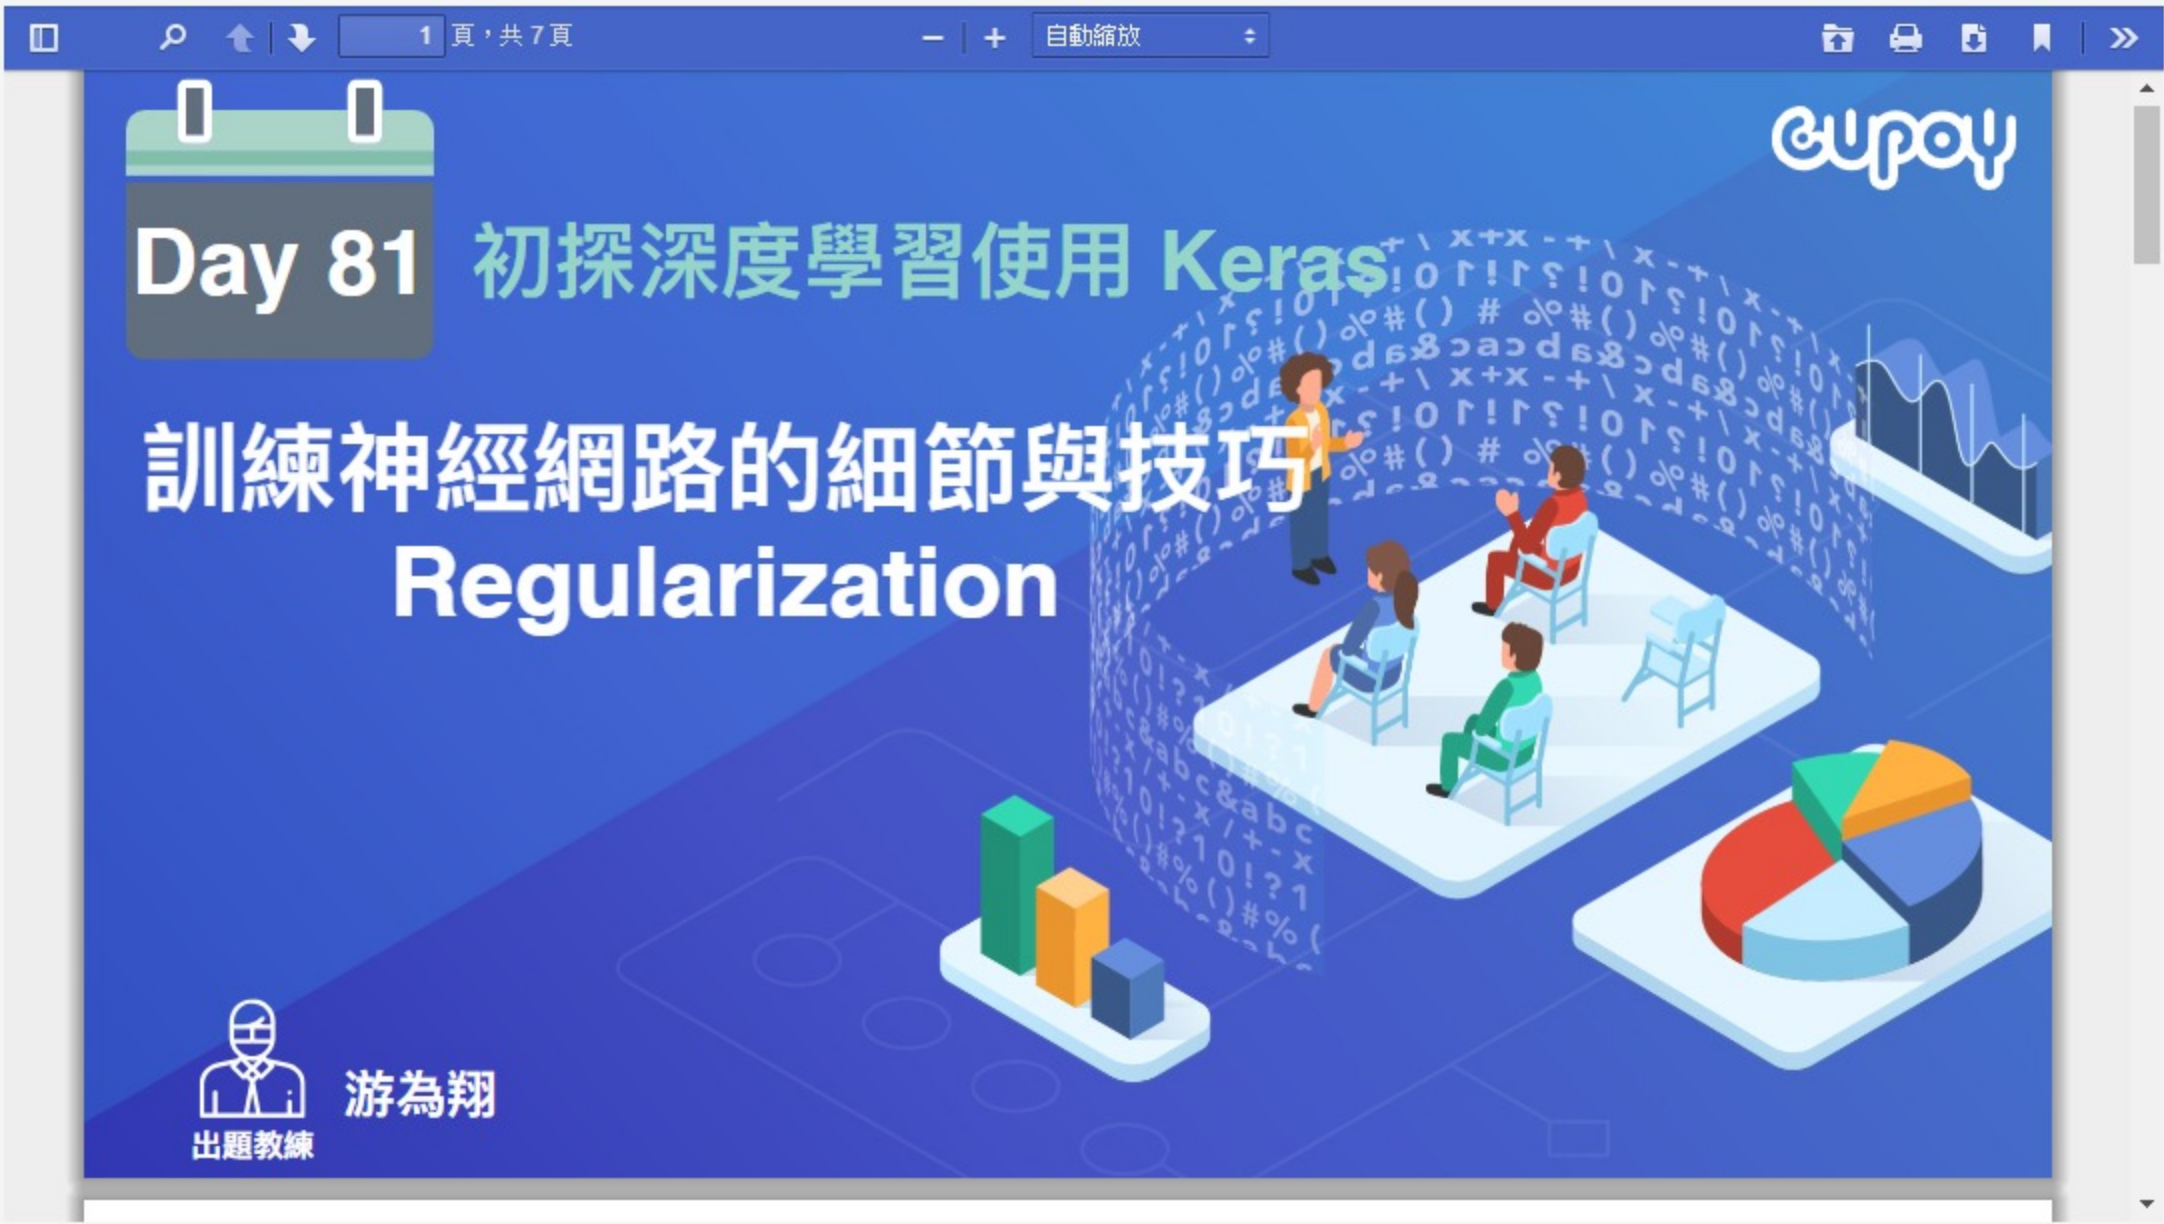 1 頁，共 7 頁
自動縮放
cupoy
Day 81
初探深度學習使用 Keras
訓練神經網路的細節與技巧
Regularization
游為翔
出題教練